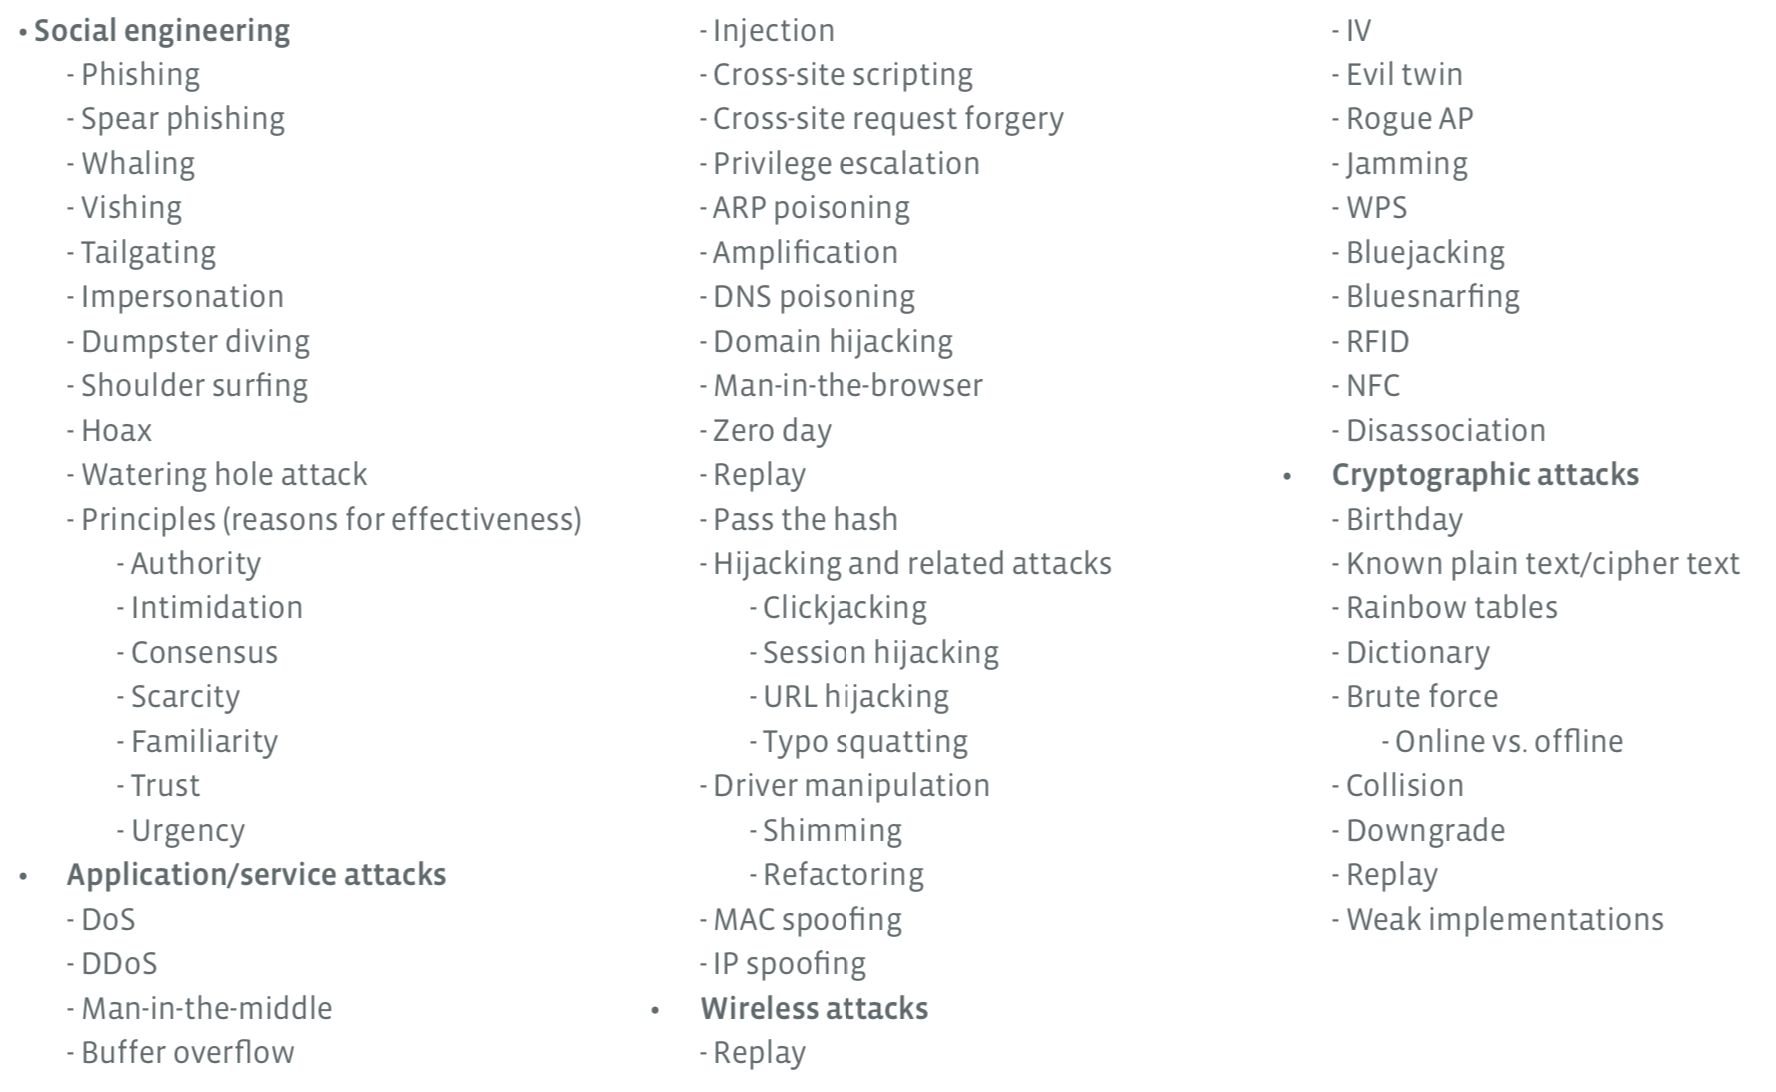 • Social engineering
- Phishing
- Spear phishing
- Whaling
- Vishing
- Tailgating
- Impersonation
- Dumpster diving
- Shoulder surfing
- Hoax
- Watering hole attack
- Principles (reasons for effectiveness)
- Authority
- Intimidation
- Consensus
- Scarcity
- Familiarity
- Trust
- Urgency
• Application/service attacks
- DoS
- DDoS
- Man-in-the-middle
- Buffer overflow
- Injection
- Cross-site scripting
- Cross-site request forgery
- Privilege escalation
- ARP poisoning
- Amplification
- DNS poisoning
- Domain hijacking
- Man-in-the-browser
- Zero day
- Replay
- Pass the hash
- Hijacking and related attacks
- Clickjacking
- Session hijacking
- URL hijacking
- Typo squatting
- Driver manipulation
- Shimming
- Refactoring
- MAC spoofing
- IP spoofing
• Wireless attacks
- Replay
- IV
- Evil twin
- Rogue AP
- Jamming
- WPS
- Bluejacking
- Bluesnarfing
- RFID
- NFC
- Disassociation
• Cryptographic attacks
- Birthday
- Known plain text/cipher text
- Rainbow tables
- Dictionary
- Brute force
- Online vs. offline
- Collision
- Downgrade
- Replay
- Weak implementations